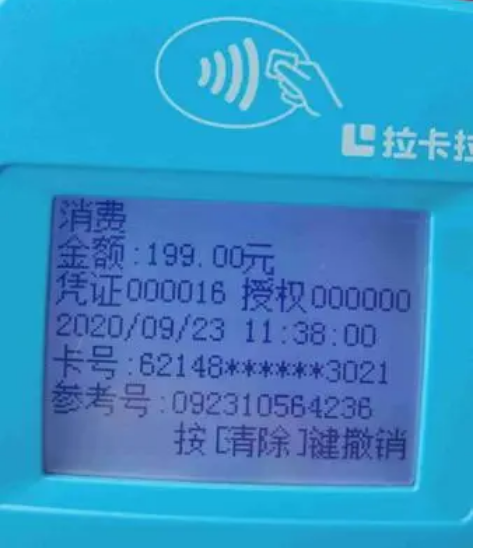 拉卡拉
消费
金额:199.00元
凭证000016 授权000000
2020/09/23 11:38:00
卡号:62148******3021
参考号:092310564236
按[清除]键撤销